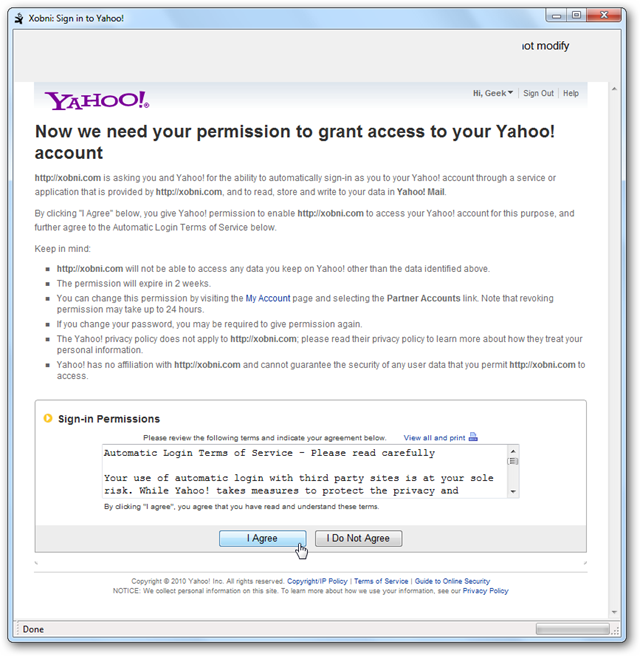 Xobni: Sign in to Yahoo!
not modify
YAHOO!®
Hi, Geek Sign Out Help
Now we need your permission to grant access to your Yahoo!
account
http://xobni.com is asking you and Yahoo! for the ability to automatically sign-in as you to your Yahoo! account through a service or
application that is provided by http://xobni.com, and to read, store and write to your data in Yahoo! Mail.
By clicking "I Agree" below, you give Yahoo! permission to enable http://xobni.com to access your Yahoo! account for this purpose, and
further agree to the Automatic Login Terms of Service below.
Keep in mind:
http://xobni.com will not be able to access any data you keep on Yahoo! other than the data identified above.
The permission will expire in 2 weeks.
You can change this permission by visiting the My Account page and selecting the Partner Accounts link. Note that revoking
permission may take up to 24 hours.
If you change your password, you may be required to give permission again.
The Yahoo! privacy policy does not apply to http://xobni.com; please read their privacy policy to learn more about how they treat your
personal information.
Yahoo! has no affiliation with http://xobni.com and cannot guarantee the security of any user data that you permit http://xobni.com to
access.
Sign-in Permissions
Please review the following terms and indicate your agreement below. View all and print
Automatic Login Terms of Service - Please read carefully
Your use of automatic login with third party sites is at your sole
risk. While Yahoo! takes measures to protect the privacy and
By clicking "I agree", you agree that you have read and understand these terms.
I Agree I Do Not Agree
Copyright © 2010 Yahoo! Inc. All rights reserved. Copyright/IP Policy | Terms of Service | Guide to Online Security
NOTICE: We collect personal information on this site. To learn more about how we use your information, see our Privacy Policy
Done